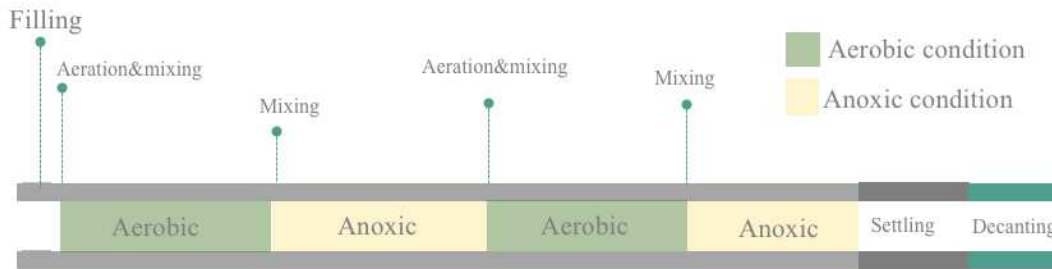 Filling
Aeration&mixing
Mixing
Aeration&mixing
Mixing
Aerobic condition
Anoxic condition
Aerobic
Anoxic
Aerobic
Anoxic
Settling
Decanting